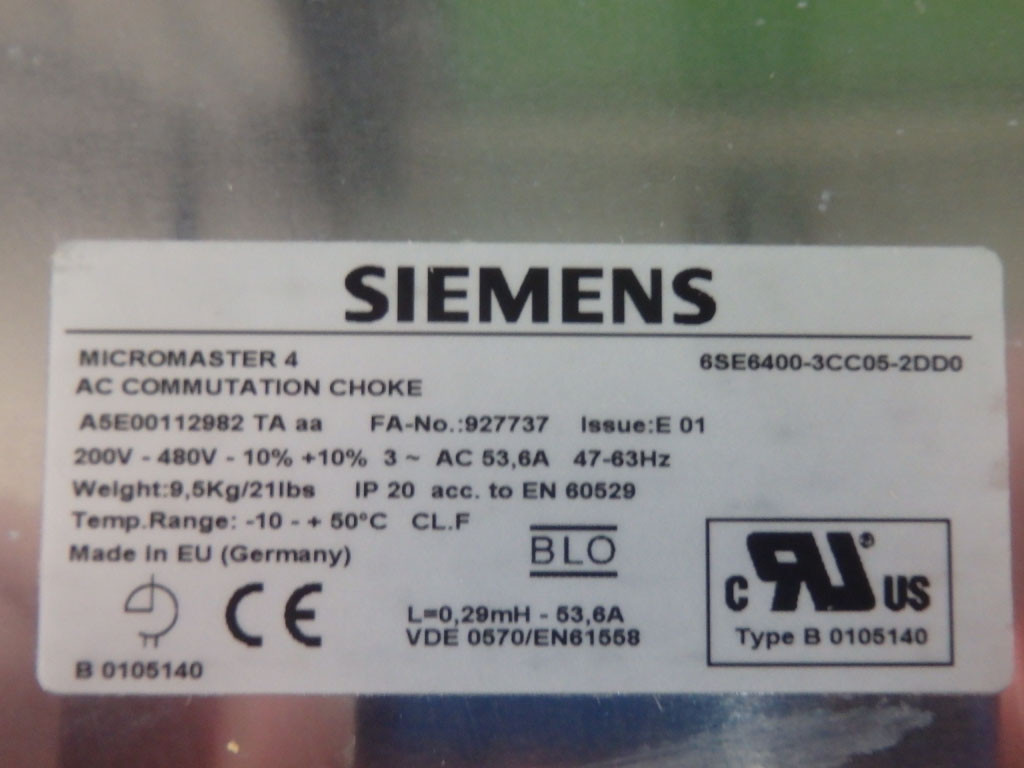 SIEMENS
MICROMASTER 4 6SE6400-3CC05-2DD0
AC COMMUTATION CHOKE
A5E00112982 TA aa FA-No.:927737 Issue:E 01
200V - 480V - 10% +10% 3 ~ AC 53,6A 47-63Hz
Weight:9,5Kg/21lbs IP 20 acc. to EN 60529
Temp.Range: -10 - + 50°C CL.F
Made in EU (Germany)
BLO
CE
L=0,29mH - 53,6A
VDE 0570/EN61558
B 0105140
C RU® US
Type B 0105140